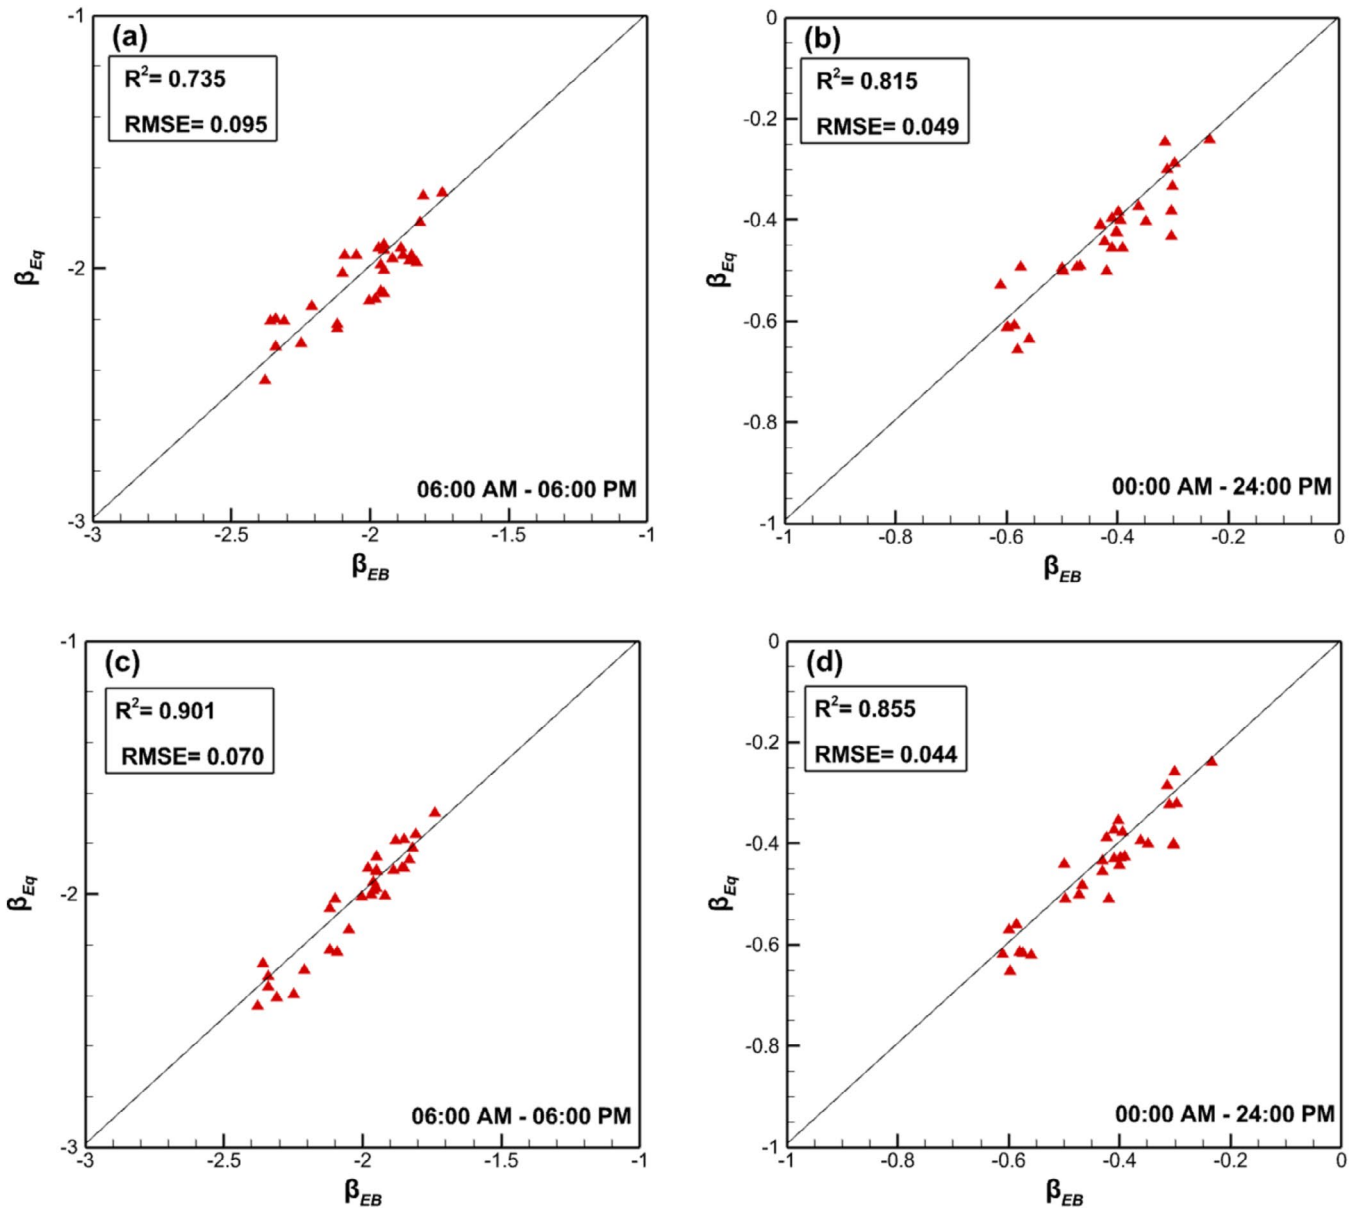 (a)
R²= 0.735
RMSE= 0.095
-1
-2
-3
β_Eq
06:00 AM - 06:00 PM
-3
-2.5
-2
-1.5
-1
β_EB
(b)
R²= 0.815
RMSE= 0.049
0
-0.2
-0.4
-0.6
-0.8
-1
β_Eq
00:00 AM - 24:00 PM
-1
-0.8
-0.6
-0.4
-0.2
0
β_EB
(c)
R²= 0.901
RMSE= 0.070
-1
-2
-3
β_Eq
06:00 AM - 06:00 PM
-3
-2.5
-2
-1.5
-1
β_EB
(d)
R²= 0.855
RMSE= 0.044
0
-0.2
-0.4
-0.6
-0.8
-1
β_Eq
00:00 AM - 24:00 PM
-1
-0.8
-0.6
-0.4
-0.2
0
β_EB